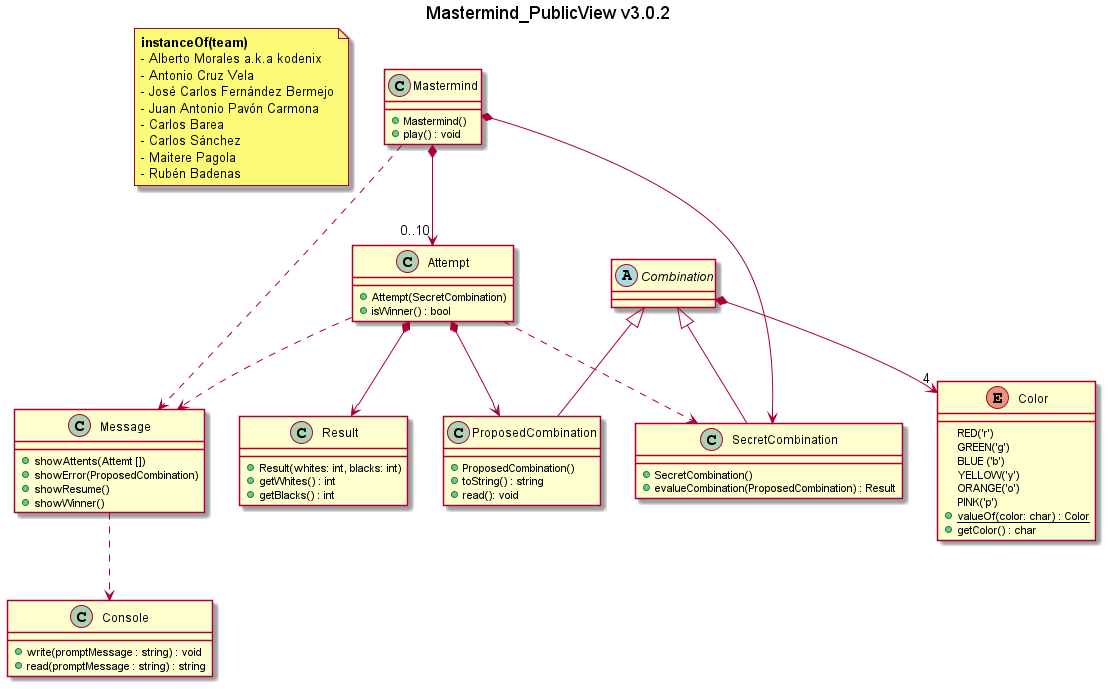 Mastermind_PublicView v3.0.2
instanceOf(team)
- Alberto Morales a.k.a kodenix
- Antonio Cruz Vela
- José Carlos Fernández Bermejo
- Juan Antonio Pavón Carmona
- Carlos Barea
- Carlos Sánchez
- Maitere Pagola
- Rubén Badenas
C Mastermind
Mastermind()
play() : void
0..10
C Attempt
Attempt(SecretCombination)
isWinner() : bool
A Combination
4
C Message
showAttents(Attemt [])
showError(ProposedCombination)
showResume()
showWinner()
C Result
Result(whites: int, blacks: int)
getWhites() : int
getBlacks() : int
C ProposedCombination
ProposedCombination()
toString() : string
read(): void
C SecretCombination
SecretCombination()
evalueCombination(ProposedCombination) : Result
E Color
RED('r')
GREEN('g')
BLUE ('b')
YELLOW('y')
ORANGE('o')
PINK('p')
valueOf(color: char) : Color
getColor() : char
C Console
write(promptMessage : string) : void
read(promptMessage : string) : string